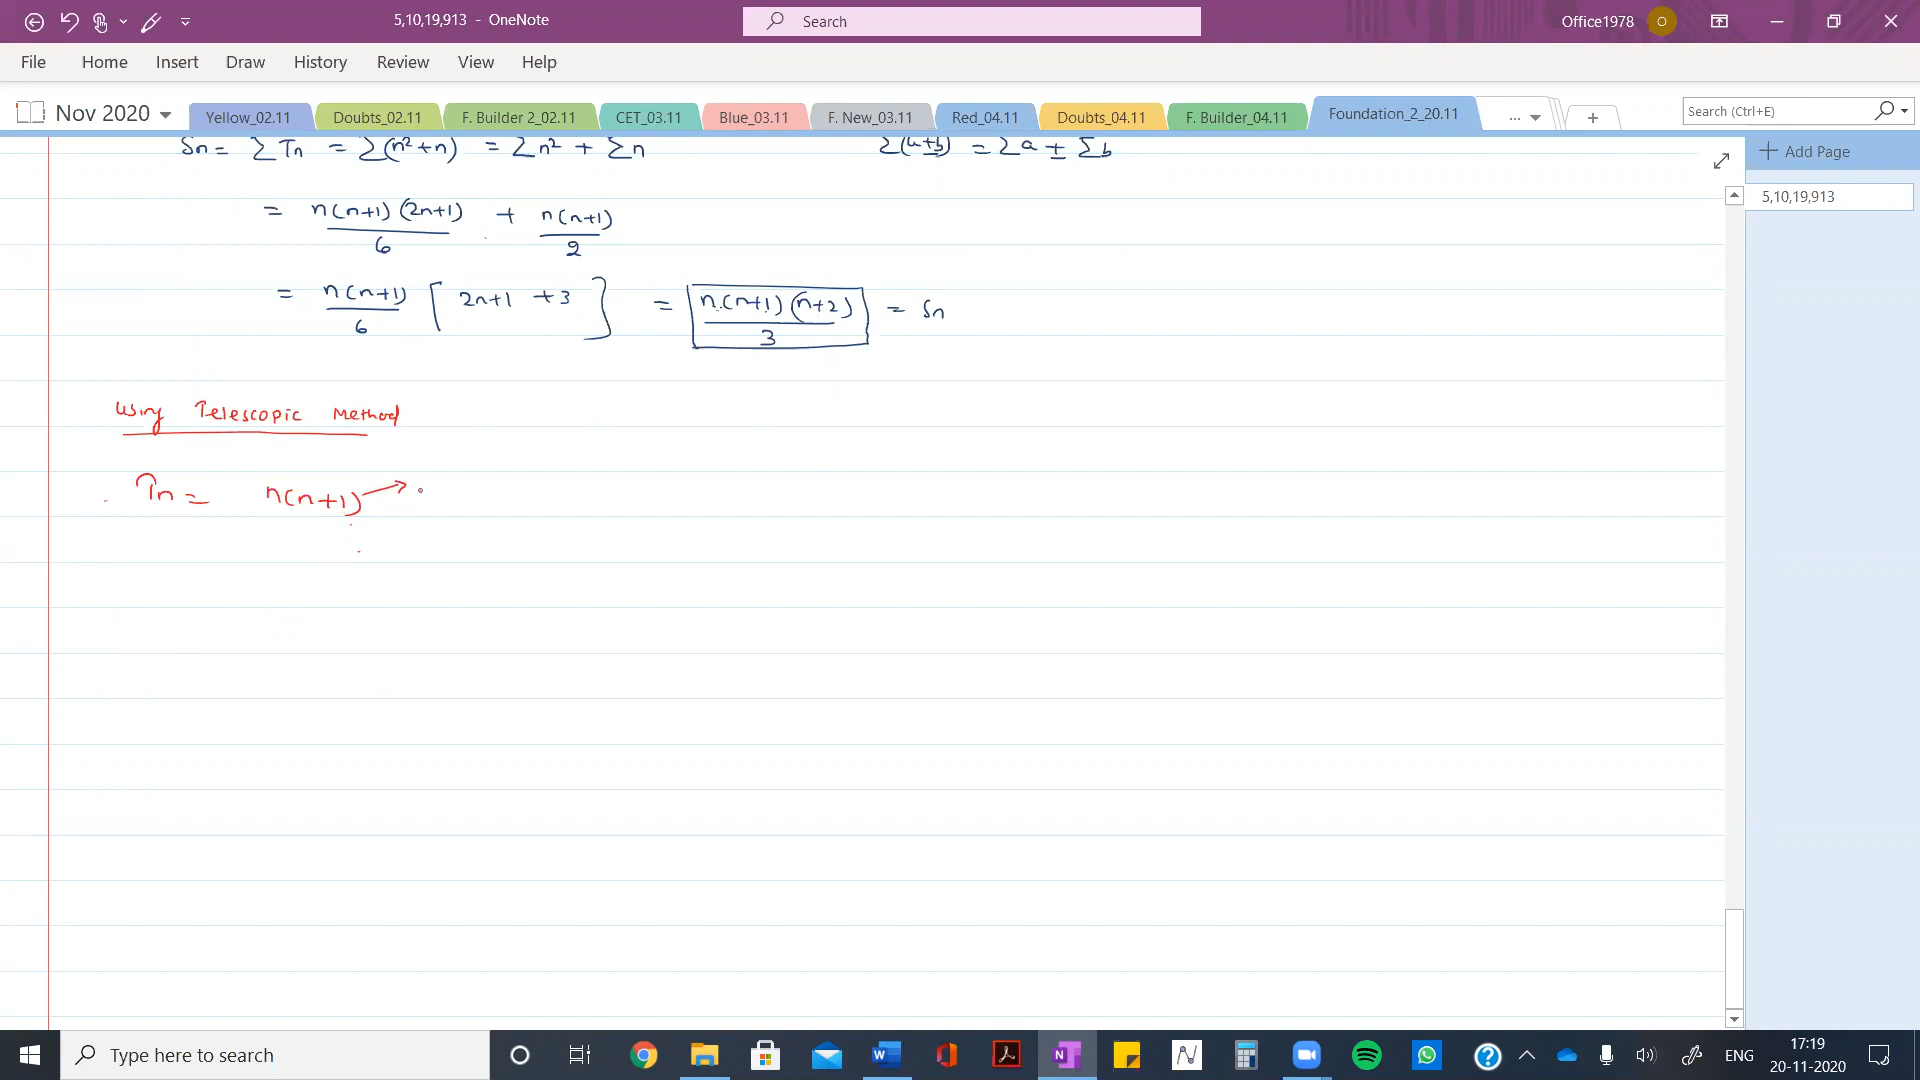 5,10,19,913 - OneNote
Search
Office1978
O
File Home Insert Draw History Review View Help
Nov 2020
Yellow_02.11 Doubts_02.11 F. Builder 2_02.11 CET_03.11 Blue_03.11 F. New_03.11 Red_04.11 Doubts_04.11 F. Builder_04.11 Foundation_2_20.11 ...
Search (Ctrl+E)
Add Page
5,10,19,913
Sn = ΣTn = Σ(n²+n) = Σn² + Σn
Σ(a±b) = Σa ± Σb
= n(n+1)(2n+1)/6 + n(n+1)/2
= n(n+1)/6 [2n+1 +3] = n(n+1)(n+2)/3 = Sn
Using Telescopic Method
Tn = n(n+1) →
Type here to search
ENG
17:19
20-11-2020